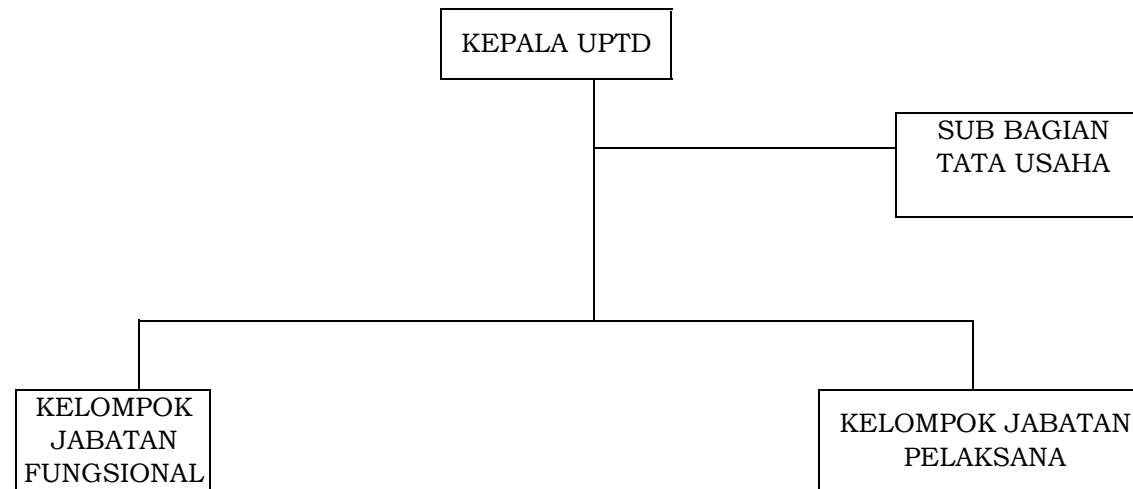 KEPALA UPTD
SUB BAGIAN
TATA USAHA
KELOMPOK
JABATAN
FUNGSIONAL
KELOMPOK JABATAN
PELAKSANA